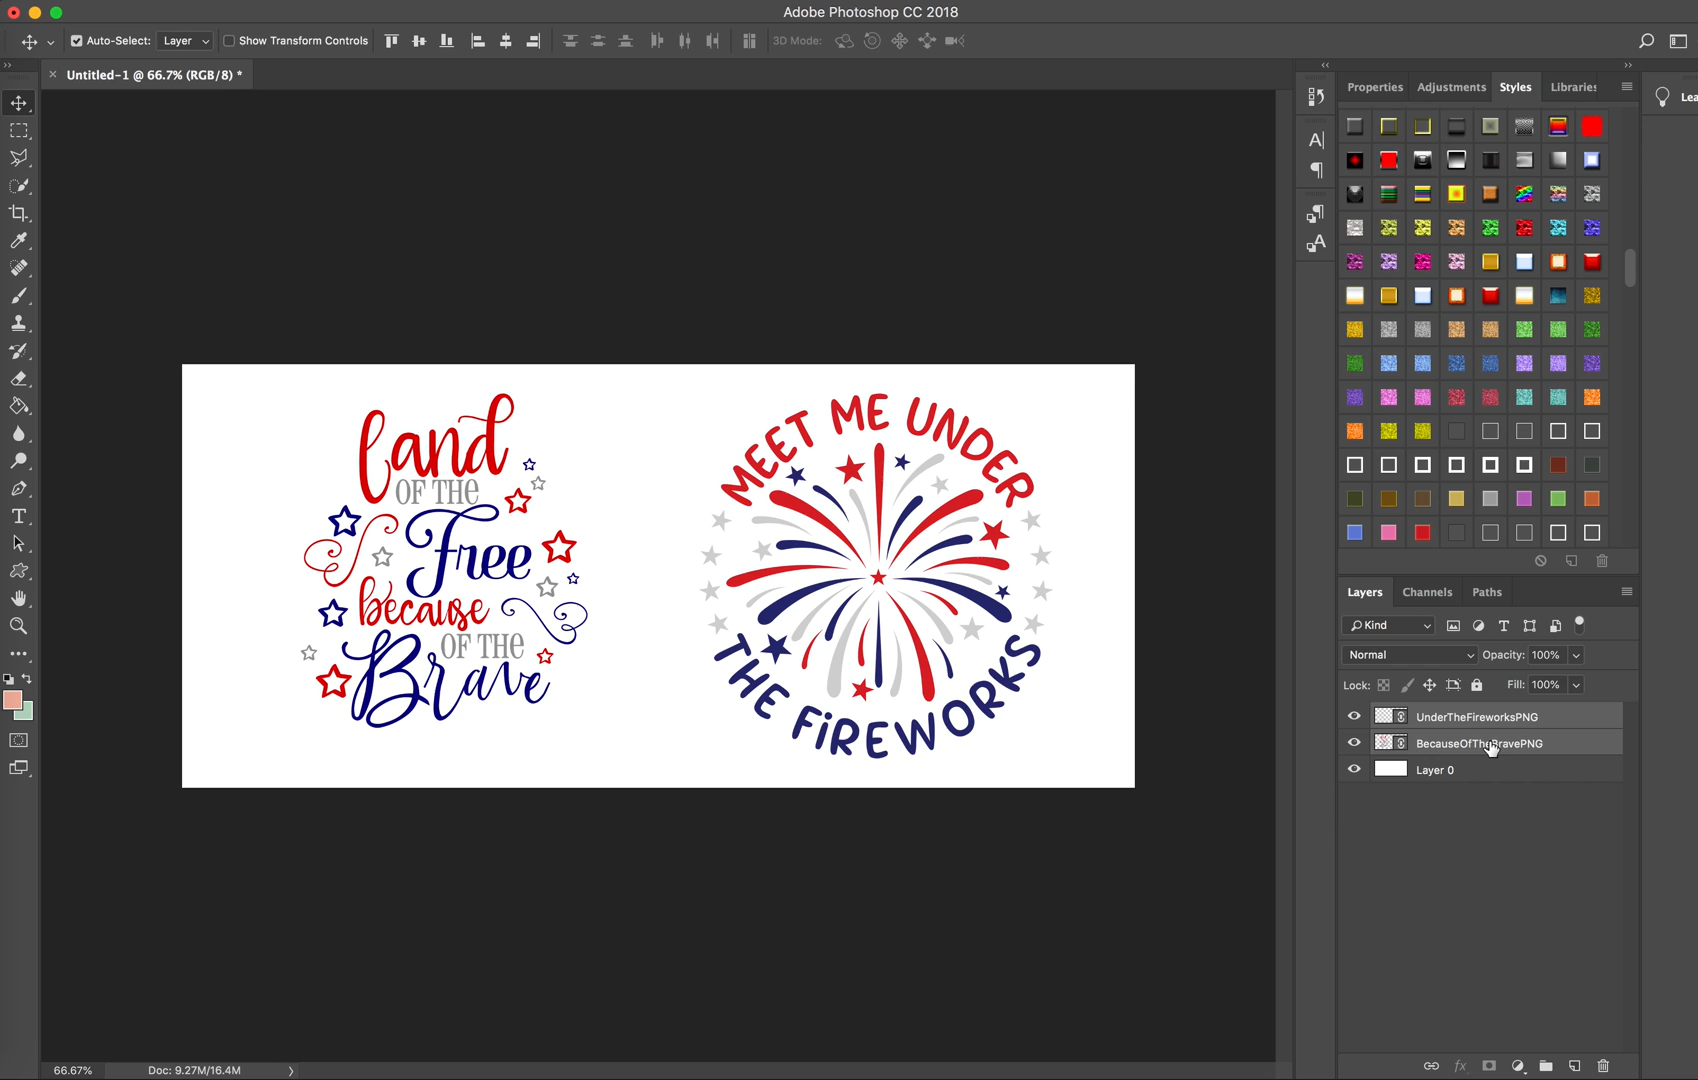 Adobe Photoshop CC 2018
Auto-Select: Layer Show Transform Controls 3D Mode:
Untitled-1 @ 66.7% (RGB/8) *
Properties Adjustments Styles Libraries
Lea
Land
OF THE
Free
because
OF THE
Brave
MEET ME UNDER
THE FiREWORKS
Layers Channels Paths
Kind
Normal Opacity: 100%
Lock: Fill: 100%
UnderTheFireworksPNG
BecauseOfTheBravePNG
Layer 0
66.67% Doc: 9.27M/16.4M
fx